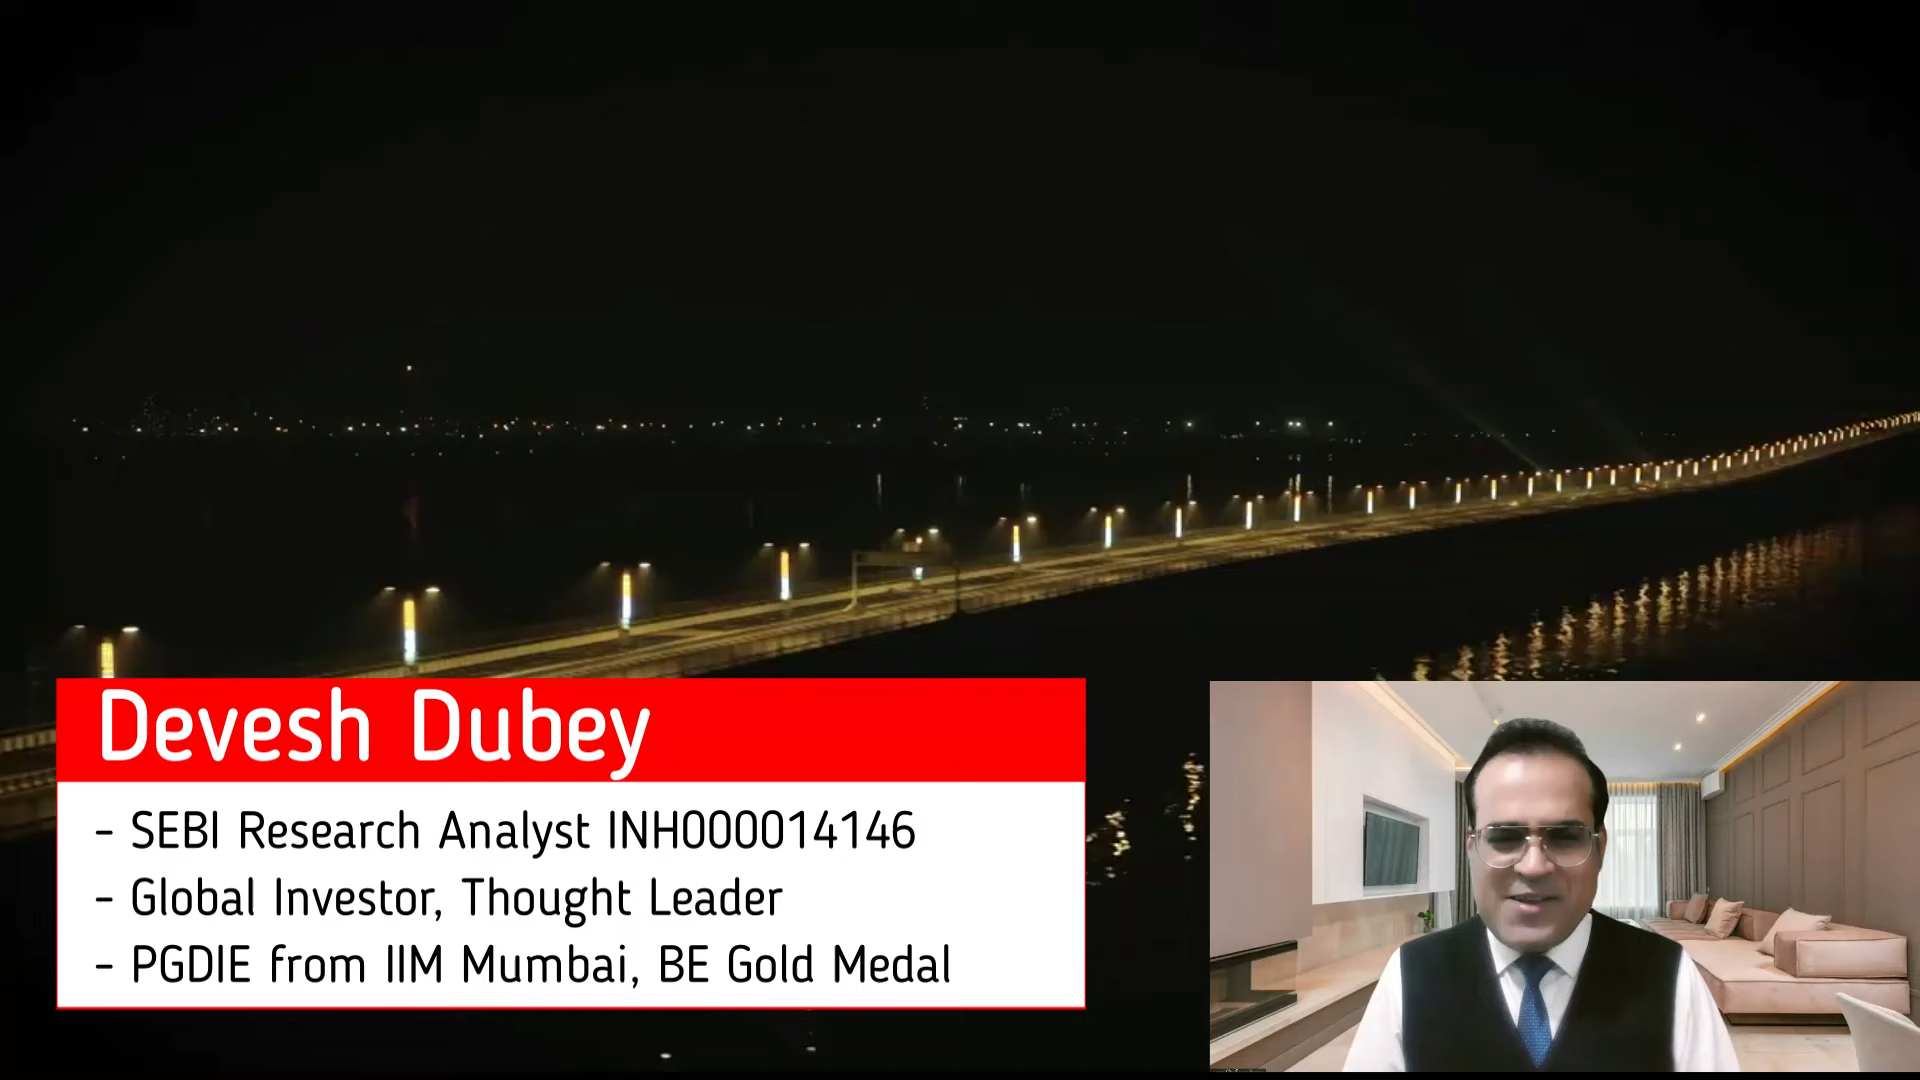 Devesh Dubey
- SEBI Research Analyst INH000014146
- Global Investor, Thought Leader
- PGDIE from IIM Mumbai, BE Gold Medal